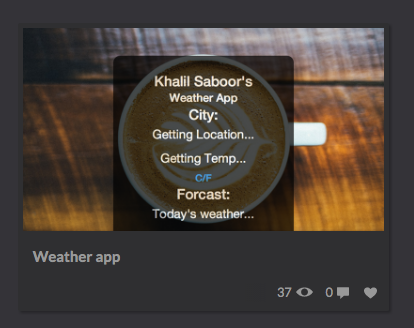 Khalil Saboor's
Weather App
City:
Getting Location...
Getting Temp...
C/F
Forcast:
Today's weather...
Weather app
37 0